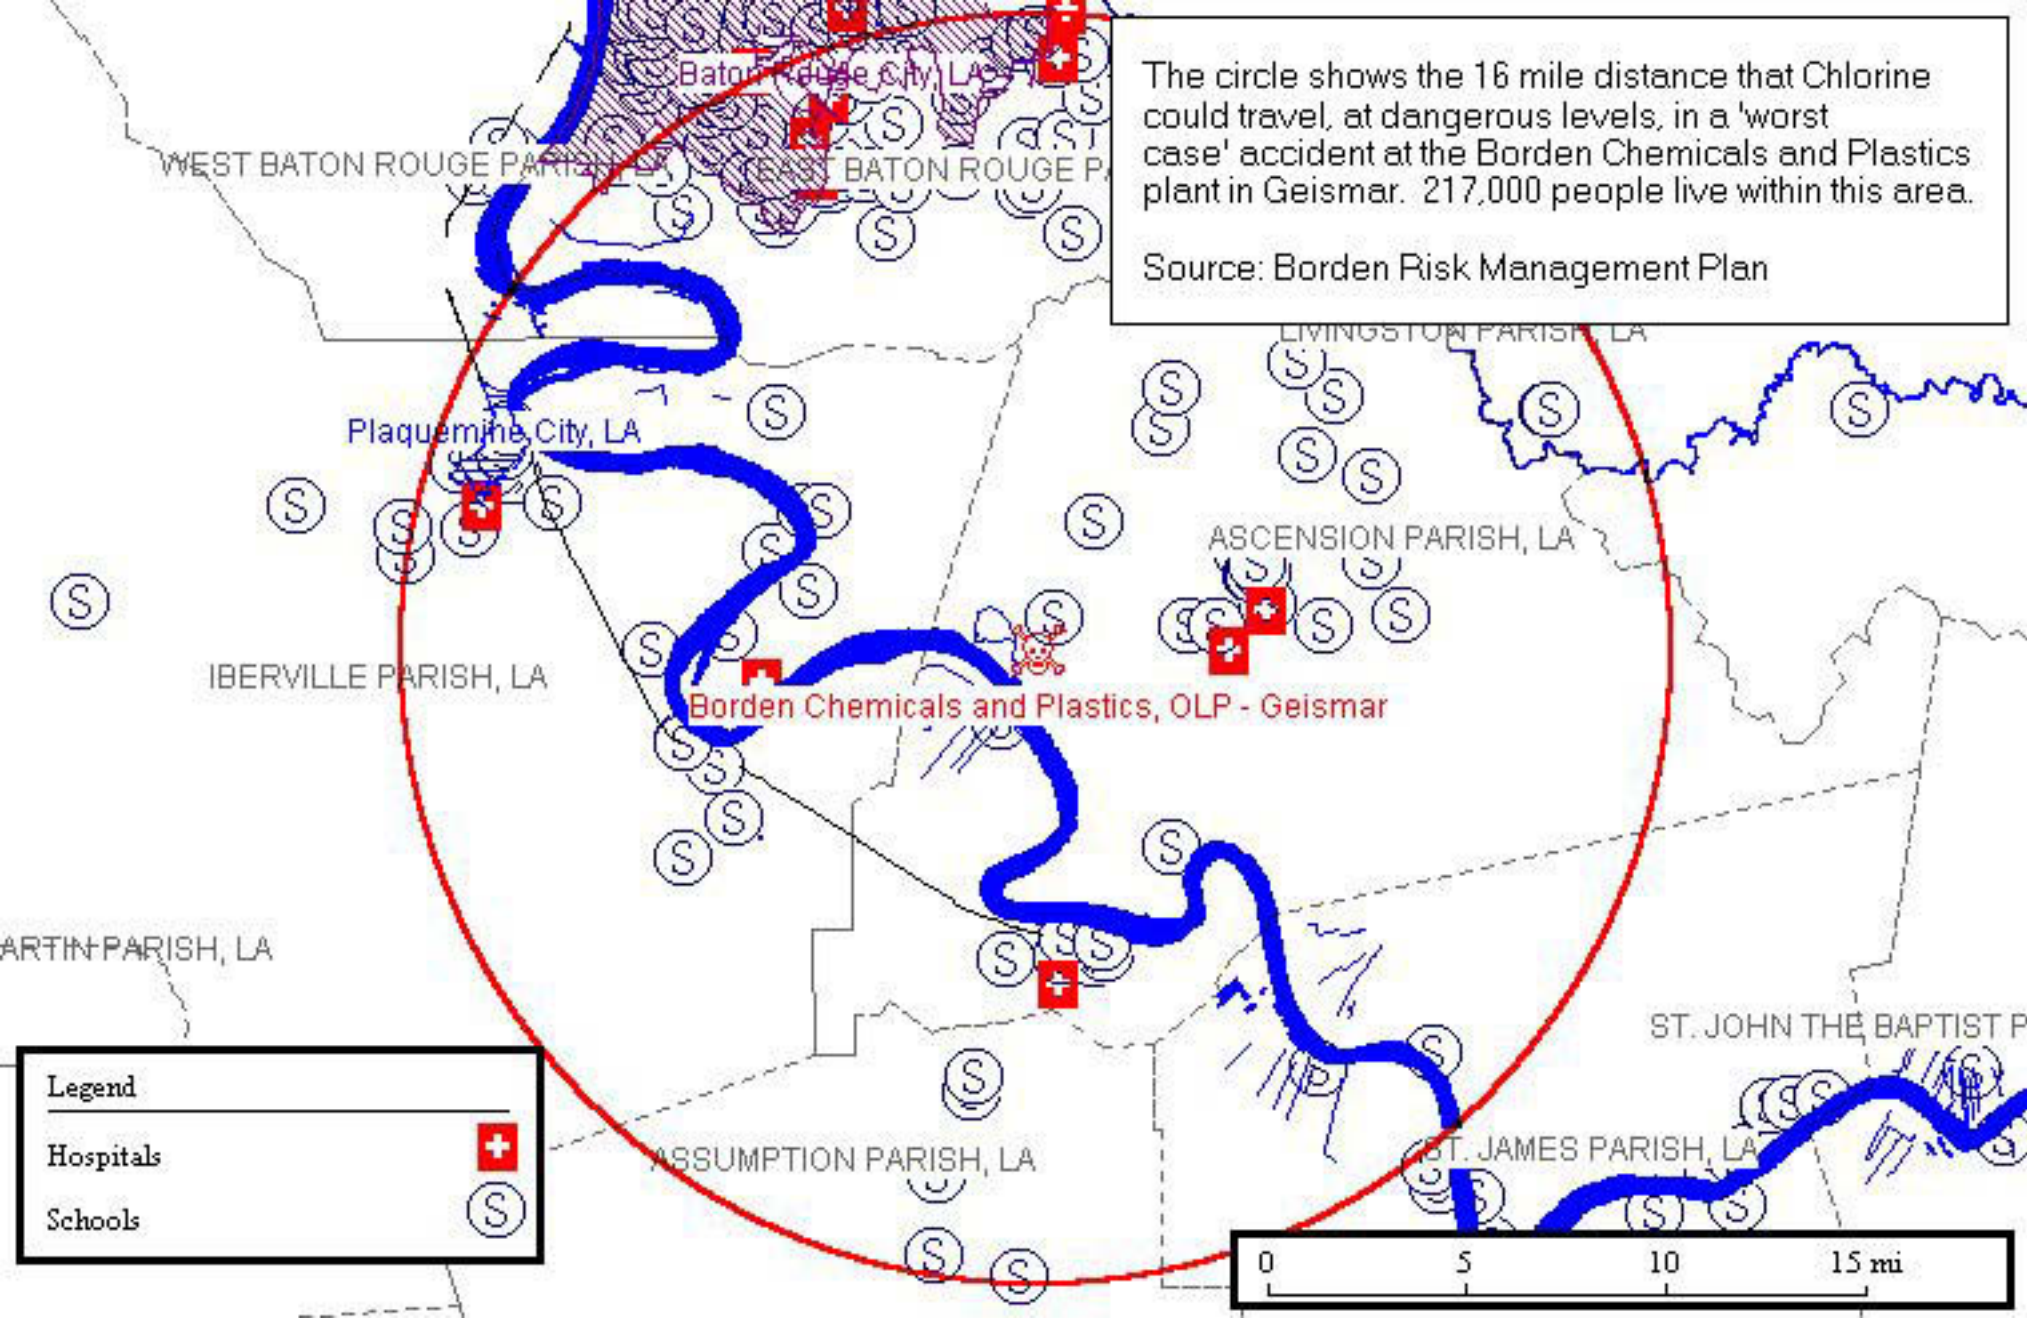 The circle shows the 16 mile distance that Chlorine
could travel, at dangerous levels, in a 'worst
case' accident at the Borden Chemicals and Plastics
plant in Geismar. 217,000 people live within this area.
Source: Borden Risk Management Plan
Baton Rouge City, LA
WEST BATON ROUGE PARISH, LA
EAST BATON ROUGE PA
LIVINGSTON PARISH, LA
Plaquemine City, LA
ASCENSION PARISH, LA
IBERVILLE PARISH, LA
Borden Chemicals and Plastics, OLP - Geismar
ARTIN PARISH, LA
ST. JOHN THE BAPTIST P
ASSUMPTION PARISH, LA
ST. JAMES PARISH, LA
Legend
Hospitals
Schools S
0 5 10 15 mi